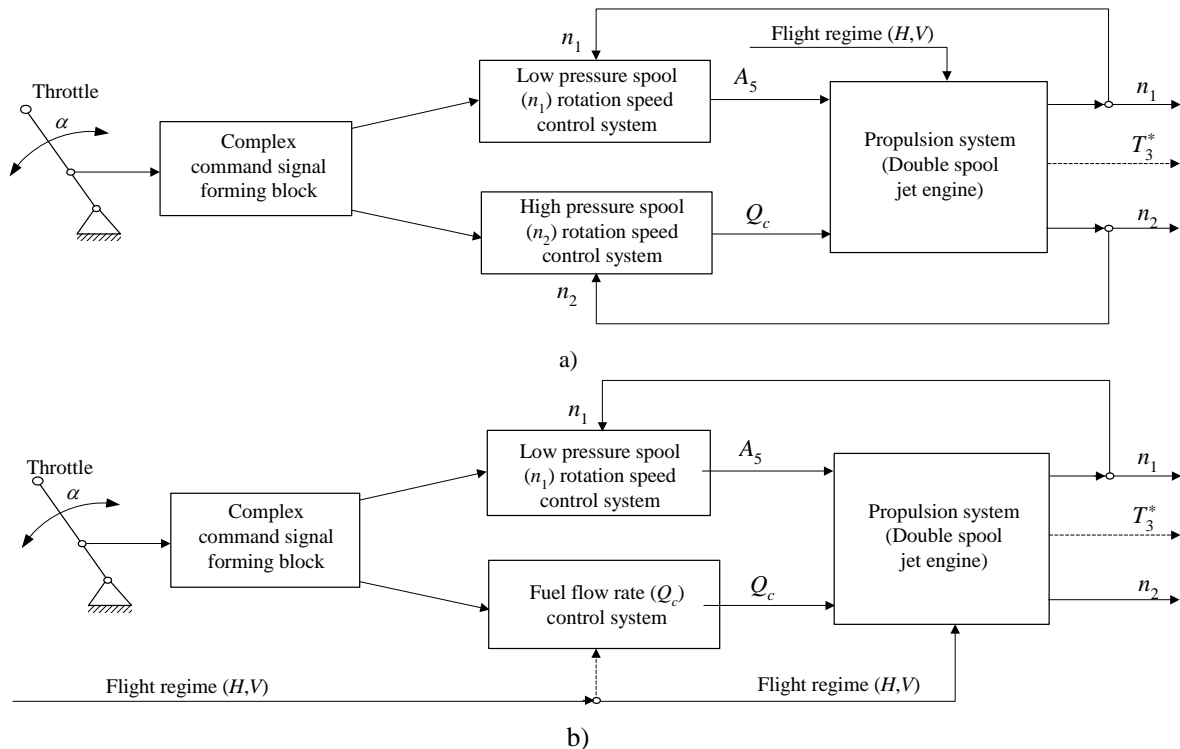 n₁
Flight regime (H,V)
Throttle
α
Complex
command signal
forming block
Low pressure spool
(n₁) rotation speed
control system
A₅
Propulsion system
(Double spool
jet engine)
n₁
T₃*
n₂
High pressure spool
(n₂) rotation speed
control system
Q_c
n₂
a)
n₁
Throttle
α
Complex
command signal
forming block
Low pressure spool
(n₁) rotation speed
control system
A₅
Propulsion system
(Double spool
jet engine)
n₁
T₃*
n₂
Fuel flow rate (Q_c)
control system
Q_c
Flight regime (H,V)
Flight regime (H,V)
b)